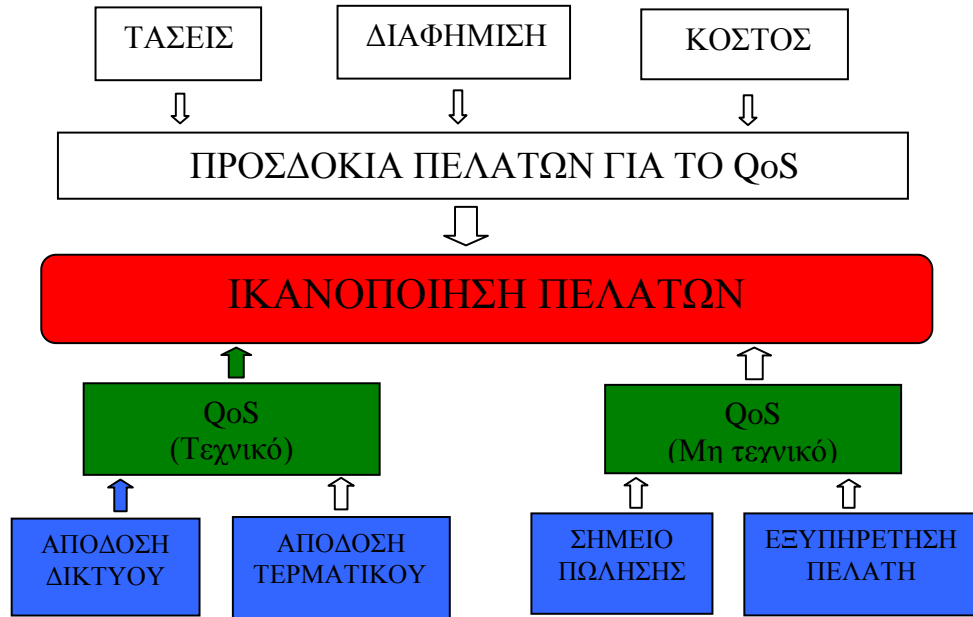 ΤΑΣΕΙΣ
ΔΙΑΦΗΜΙΣΗ
ΚΟΣΤΟΣ
ΠΡΟΣΔΟΚΙΑ ΠΕΛΑΤΩΝ ΓΙΑ ΤΟ QoS
ΙΚΑΝΟΠΟΙΗΣΗ ΠΕΛΑΤΩΝ
QoS
(Τεχνικό)
QoS
(Μη τεχνικό)
ΑΠΟΔΟΣΗ
ΔΙΚΤΥΟΥ
ΑΠΟΔΟΣΗ
ΤΕΡΜΑΤΙΚΟΥ
ΣΗΜΕΙΟ
ΠΩΛΗΣΗΣ
ΕΞΥΠΗΡΕΤΗΣΗ
ΠΕΛΑΤΗ